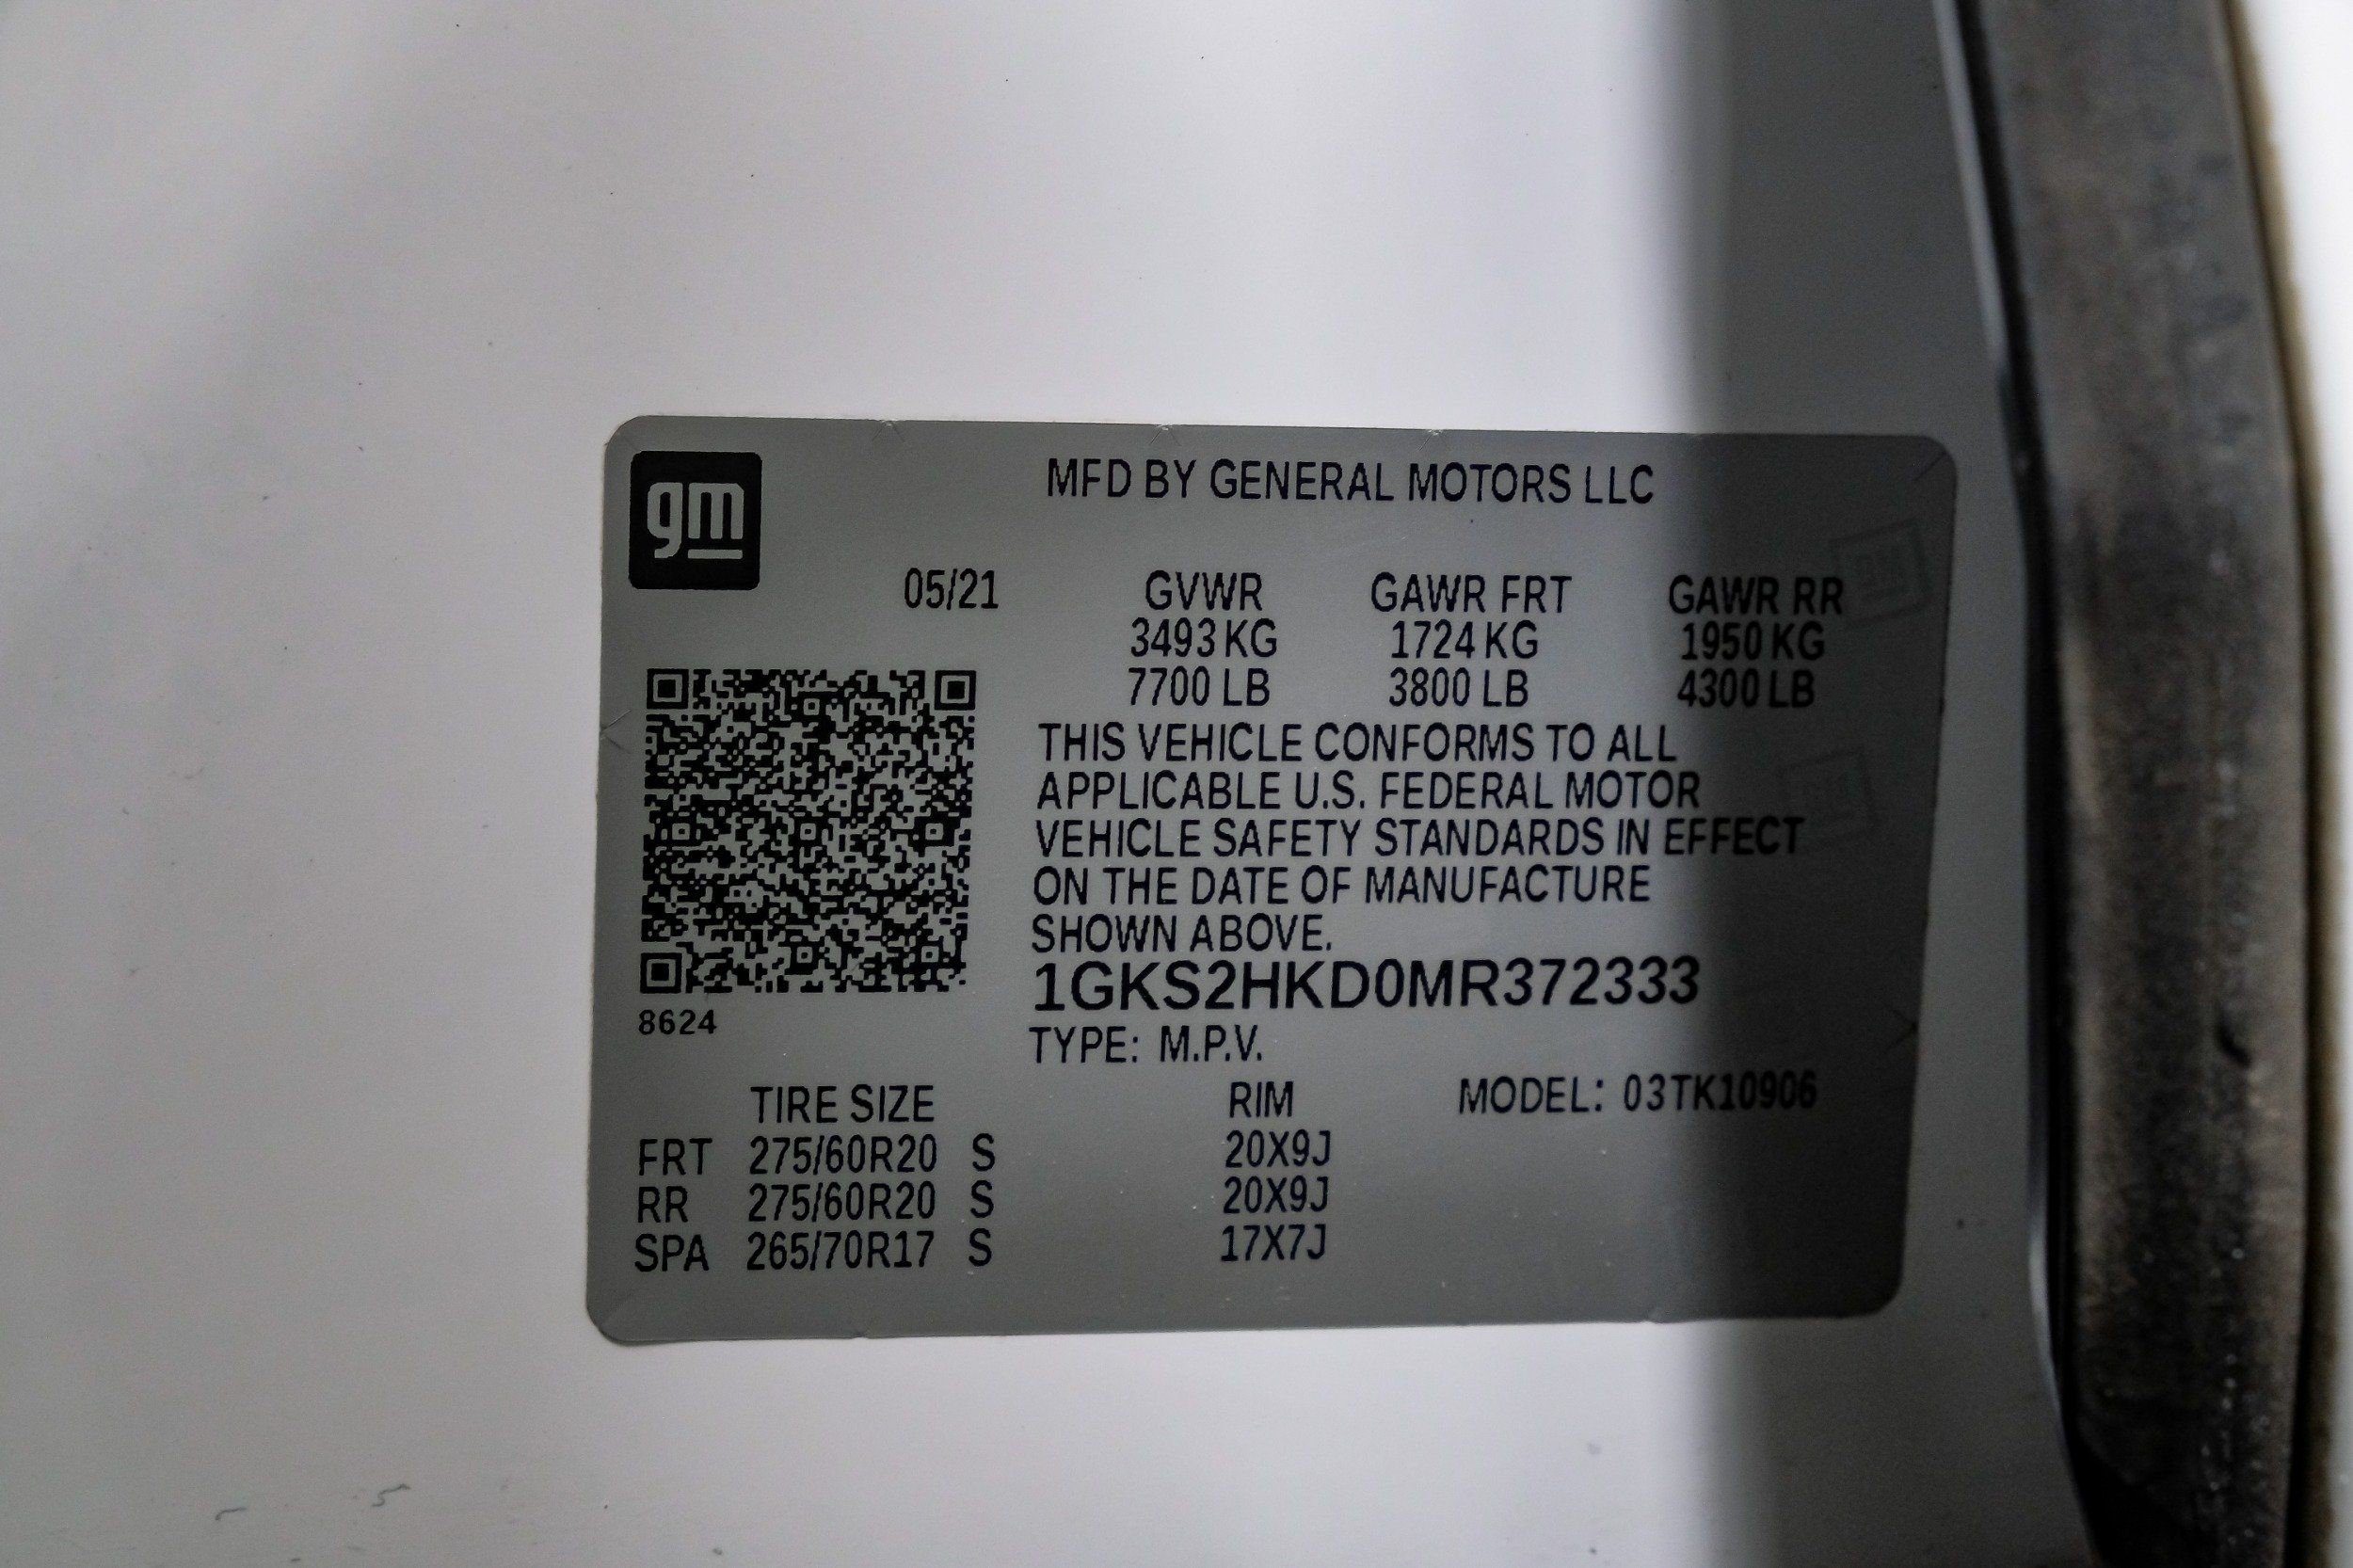 gm
MFD BY GENERAL MOTORS LLC
05/21 GVWR GAWR FRT GAWR RR
3493 KG 1724 KG 1950 KG
7700 LB 3800 LB 4300 LB
THIS VEHICLE CONFORMS TO ALL
APPLICABLE U.S. FEDERAL MOTOR
VEHICLE SAFETY STANDARDS IN EFFECT
ON THE DATE OF MANUFACTURE
SHOWN ABOVE.
1GKS2HKD0MR372333
8624
TYPE: M.P.V.
TIRE SIZE RIM MODEL: 03TK10906
FRT 275/60R20 S 20X9J
RR 275/60R20 S 20X9J
SPA 265/70R17 S 17X7J